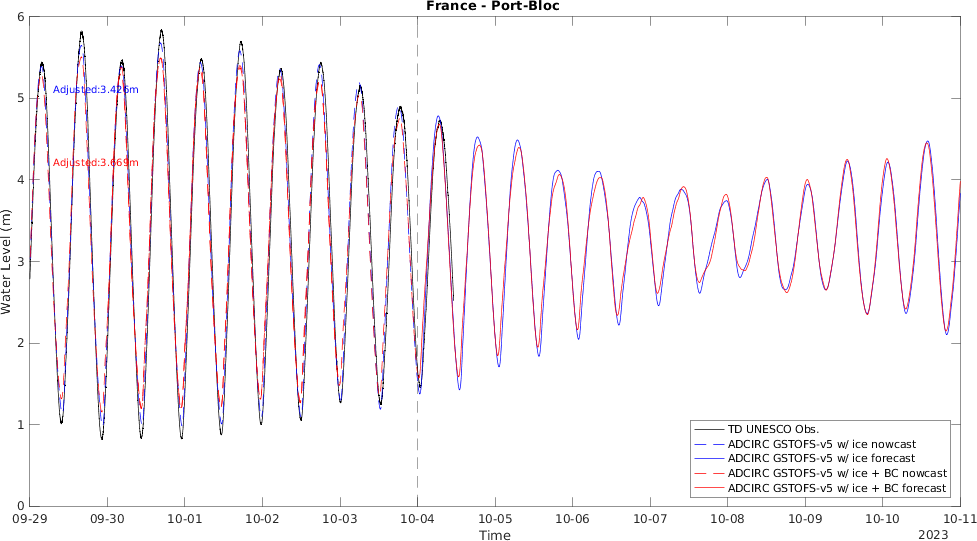 France - Port-Bloc
6
5
4
3
2
1
0
Water Level (m)
Adjusted:3.426m
Adjusted:3.669m
TD UNESCO Obs.
ADCIRC GSTOFS-v5 w/ ice nowcast
ADCIRC GSTOFS-v5 w/ ice forecast
ADCIRC GSTOFS-v5 w/ ice + BC nowcast
ADCIRC GSTOFS-v5 w/ ice + BC forecast
09-29 09-30 10-01 10-02 10-03 10-04 10-05 10-06 10-07 10-08 10-09 10-10 10-11
Time
2023